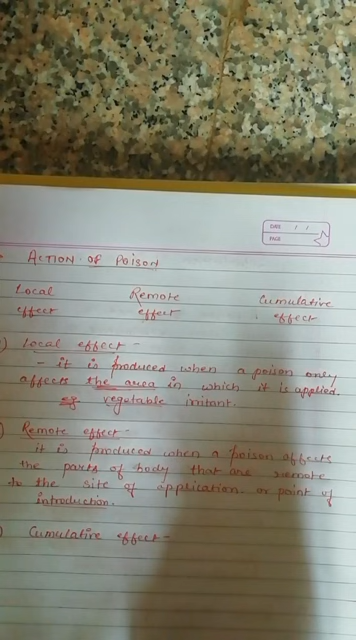 DATE / /
PAGE
ACTION OF POISON
Local Remote Cumulative
effect effect effect
) Local effect -
- it is produced when a poison only
affects the area in which it is applied.
eg vegetable irritant.
) Remote effect -
it is produced when a poison affects
the parts of body that are remote
to the site of application or point of
introduction.
) Cumulative effect -